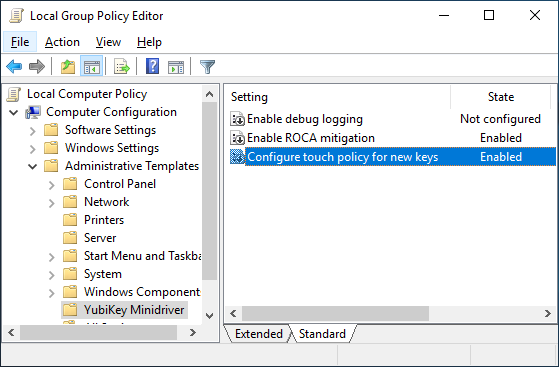 Local Group Policy Editor
File Action View Help
Local Computer Policy
Computer Configuration
Software Settings
Windows Settings
Administrative Templates
Control Panel
Network
Printers
Server
Start Menu and Taskba
System
Windows Component
YubiKey Minidriver
Setting State
Enable debug logging Not configured
Enable ROCA mitigation Enabled
Configure touch policy for new keys Enabled
Extended Standard